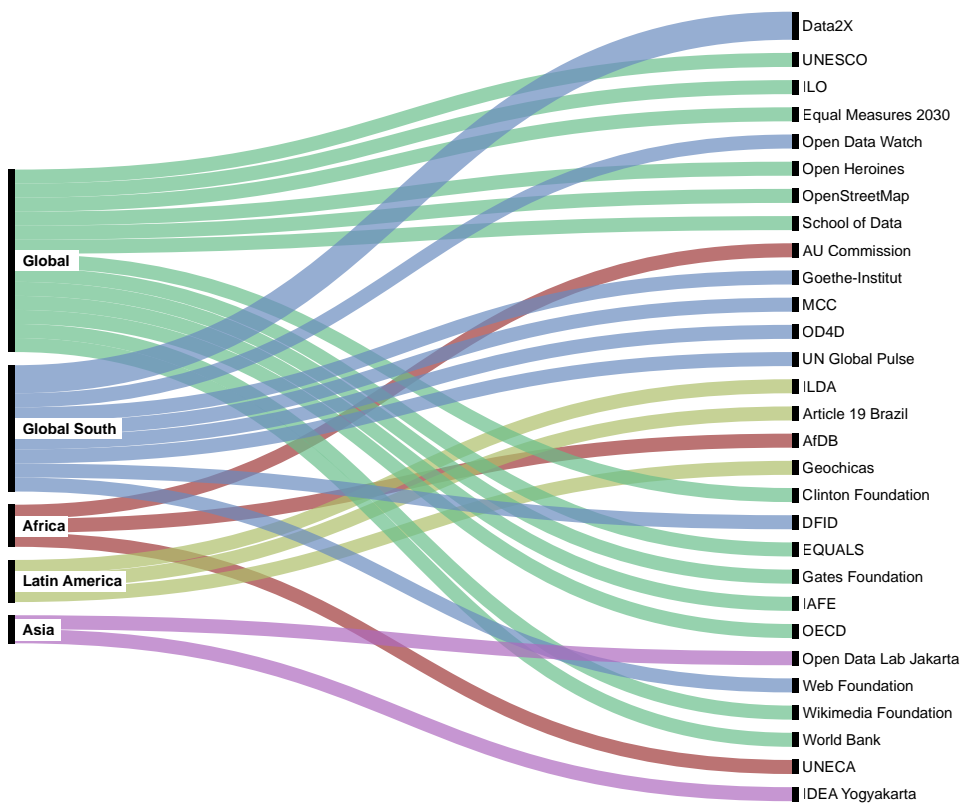 Global
Global South
Africa
Latin America
Asia
Data2X
UNESCO
ILO
Equal Measures 2030
Open Data Watch
Open Heroines
OpenStreetMap
School of Data
AU Commission
Goethe-Institut
MCC
OD4D
UN Global Pulse
ILDA
Article 19 Brazil
AfDB
Geochicas
Clinton Foundation
DFID
EQUALS
Gates Foundation
IAFE
OECD
Open Data Lab Jakarta
Web Foundation
Wikimedia Foundation
World Bank
UNECA
IDEA Yogyakarta